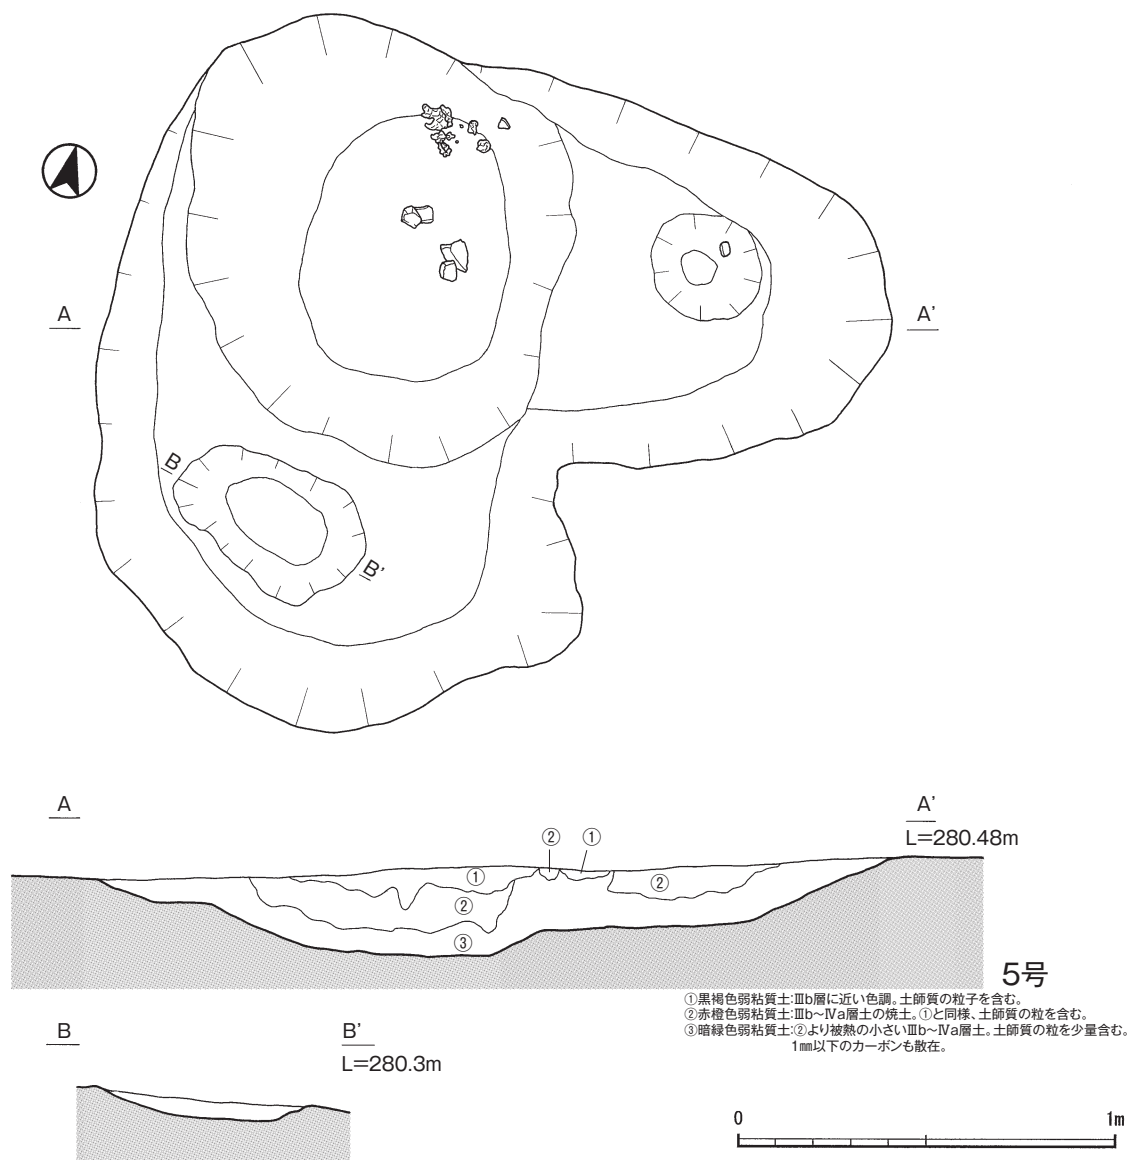 A
A'
B
B'
A
A'
L=280.48m
②
①
①
②
②
③
5号
①黒褐色弱粘質土:Ⅲb層に近い色調。土師質の粒子を含む。
②赤橙色弱粘質土:Ⅲb~Ⅳa層土の焼土。①と同様、土師質の粒を含む。
③暗緑色弱粘質土:②より被熱の小さいⅢb~Ⅳa層土。土師質の粒を少量含む。
1㎜以下のカーボンも散在。
B
B'
L=280.3m
0
1m